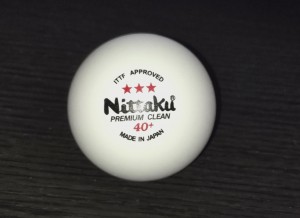 ITTF APPROVED
★★★
Nittaku®
PREMIUM CLEAN
40+
MADE IN JAPAN